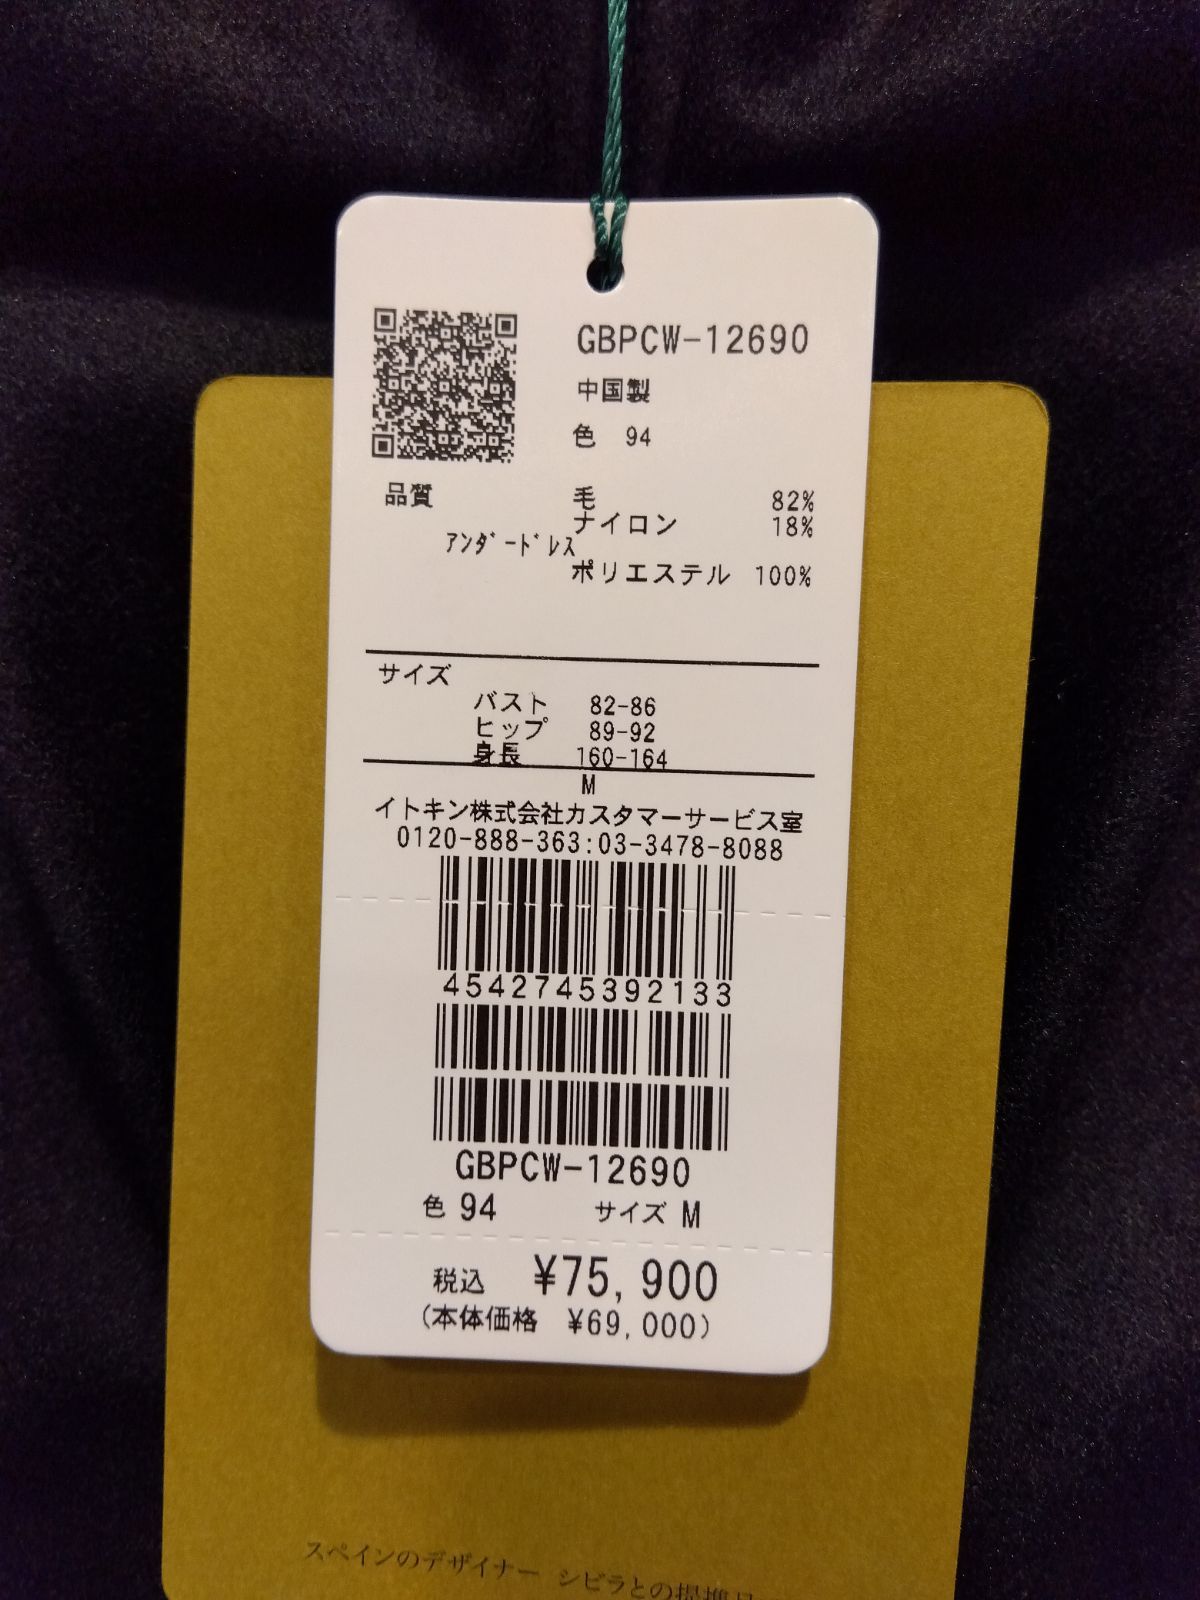 GBPCW-12690
中国製
色 94
品質 毛 82%
ナイロン 18%
ｱﾝﾀﾞｰﾄﾞﾚｽ
ポリエステル 100%
サイズ
バスト 82-86
ヒップ 89-92
身長 160-164
M
イトキン株式会社カスタマーサービス室
0120-888-363:03-3478-8088
4542745392133
GBPCW-12690
色 94 サイズ M
税込 ¥75,900
(本体価格 ¥69,000)
スペインのデザイナー シビラとの提携品